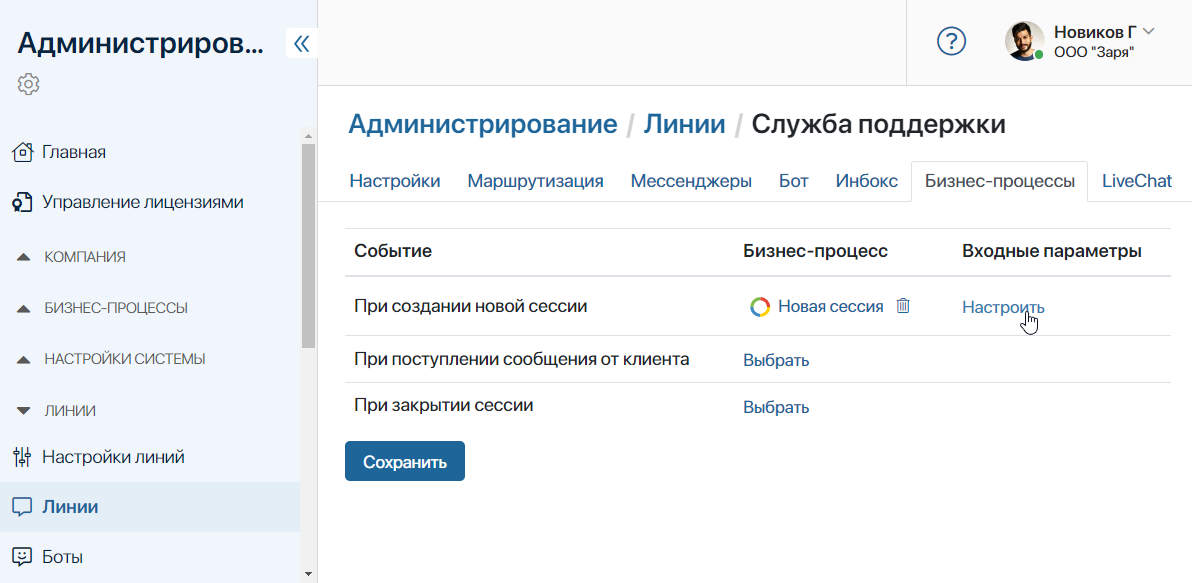 Администриров...
Новиков Г
ООО "Заря"
Главная
Управление лицензиями
КОМПАНИЯ
БИЗНЕС-ПРОЦЕССЫ
НАСТРОЙКИ СИСТЕМЫ
ЛИНИИ
Настройки линий
Линии
Боты
Администрирование / Линии / Служба поддержки
Настройки Маршрутизация Мессенджеры Бот Инбокс Бизнес-процессы LiveChat
Событие Бизнес-процесс Входные параметры
При создании новой сессии Новая сессия Настроить
При поступлении сообщения от клиента Выбрать
При закрытии сессии Выбрать
Сохранить